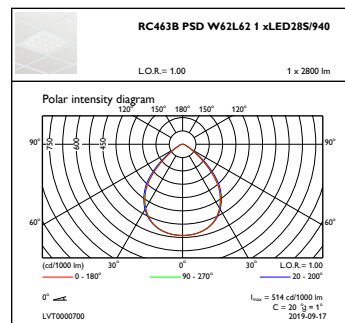 RC463B PSD W62L62 1 xLED28S/940
L.O.R.= 1.00 1 x 2800 lm
Polar intensity diagram
120° 150° 180° 150° 120°
90° 750 600 450 90°
60° 60°
(cd/1000 lm) 30° 0° 30° L.O.R.= 1.00
0 - 180° 90 - 270° 20 - 200°
0° Imax = 514 cd/1000 lm
C = 20 °g = 1°
LVT0000700 2019-09-17